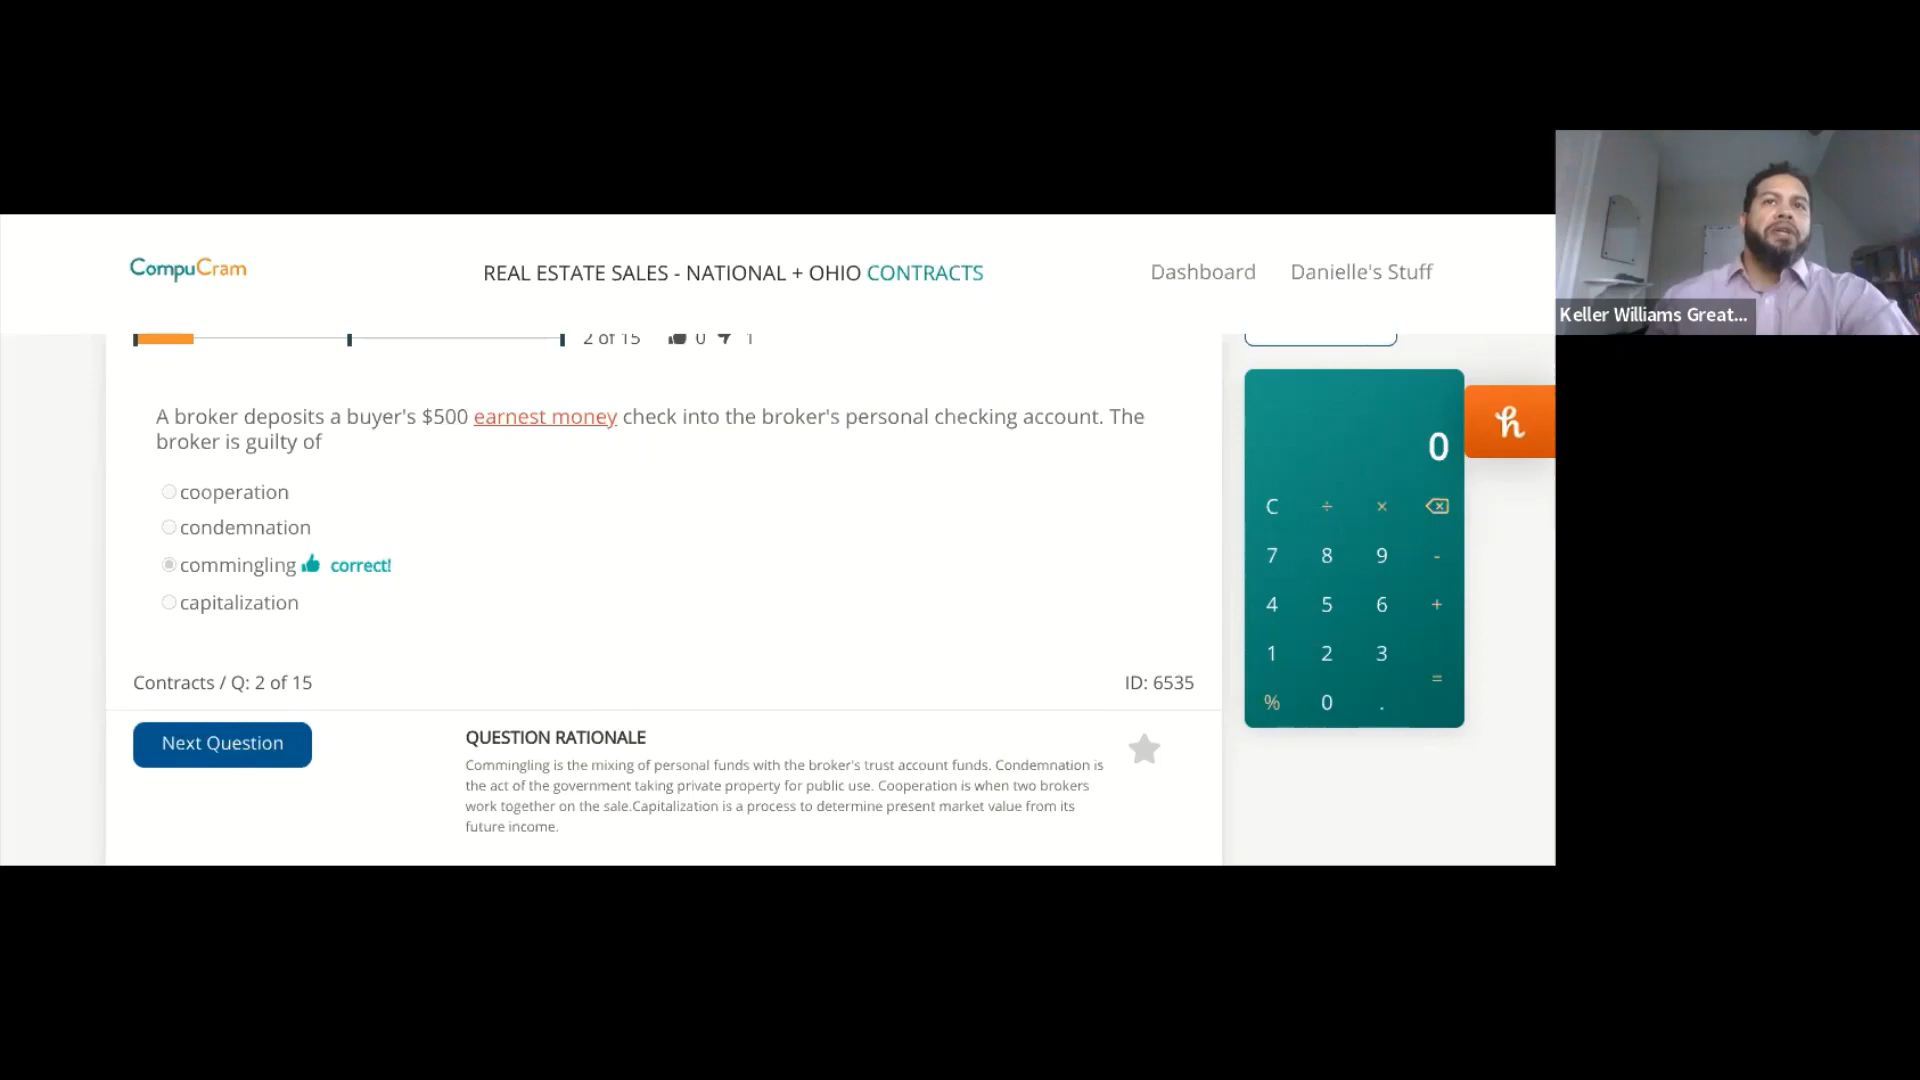 CompuCram
REAL ESTATE SALES - NATIONAL + OHIO CONTRACTS
Dashboard
Danielle's Stuff
Keller Williams Great...
2 of 15
0
1
A broker deposits a buyer's $500 earnest money check into the broker's personal checking account. The
broker is guilty of
cooperation
condemnation
commingling correct!
capitalization
Contracts / Q: 2 of 15
ID: 6535
Next Question
QUESTION RATIONALE
Commingling is the mixing of personal funds with the broker's trust account funds. Condemnation is
the act of the government taking private property for public use. Cooperation is when two brokers
work together on the sale.Capitalization is a process to determine present market value from its
future income.
0
h
C ÷ ×
7 8 9 -
4 5 6 +
1 2 3
=
% 0 .